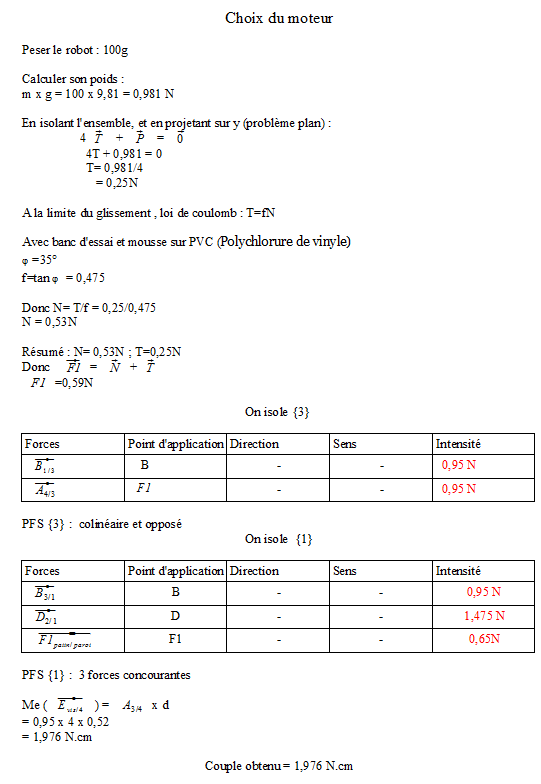 Choix du moteur
Peser le robot : 100g
Calculer son poids :
m x g = 100 x 9,81 = 0,981 N
En isolant l'ensemble, et en projetant sur y (problème plan) :
4 T + P = 0
4T + 0,981 = 0
T= 0,981/4
= 0,25N
A la limite du glissement , loi de coulomb : T=fN
Avec banc d'essai et mousse sur PVC (Polychlorure de vinyle)
φ =35°
f=tan φ = 0,475
Donc N= T/f = 0,25/0,475
N = 0,53N
Résumé : N= 0,53N ; T=0,25N
Donc F1 = N + T
F1 =0,59N
On isole {3}
Forces Point d'application Direction Sens Intensité
B1/3 B - - 0,95 N
A4/3 F1 - - 0,95 N
PFS {3} : colinéaire et opposé
On isole {1}
Forces Point d'application Direction Sens Intensité
B3/1 B - - 0,95 N
D2/1 D - - 1,475 N
F1patin/paroi F1 - - 0,65N
PFS {1} : 3 forces concourantes
Me ( Evis/4 ) = A3/4 x d
= 0,95 x 4 x 0,52
= 1,976 N.cm
Couple obtenu = 1,976 N.cm